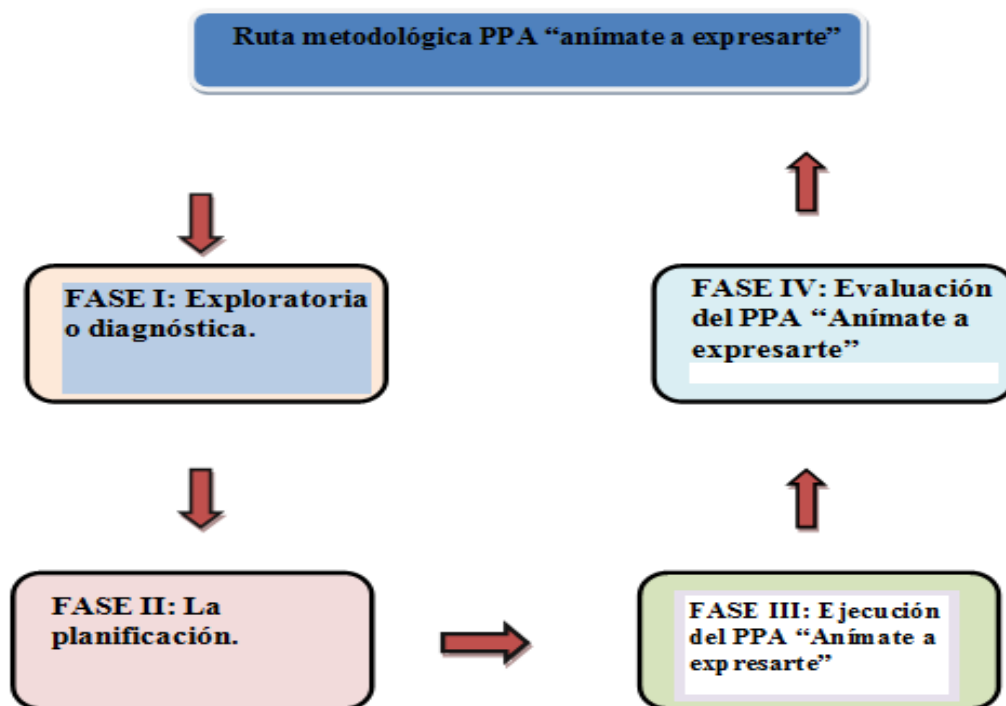 Ruta metodológica PPA “anímate a expresarte”
FASE I: Exploratoria
o diagnóstica.
FASE II: La
planificación.
FASE III: Ejecución
del PPA “Anímate a
expresarte”
FASE IV: Evaluación
del PPA “Anímate a
expresarte”